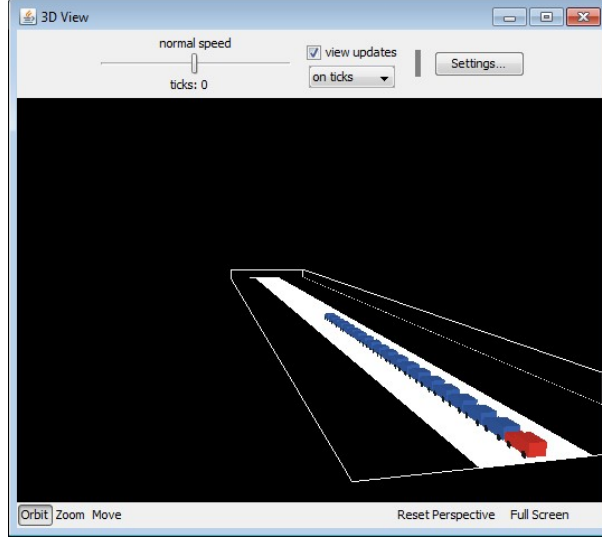 3D View
normal speed
ticks: 0
view updates
on ticks
Settings...
Orbit Zoom Move
Reset Perspective Full Screen